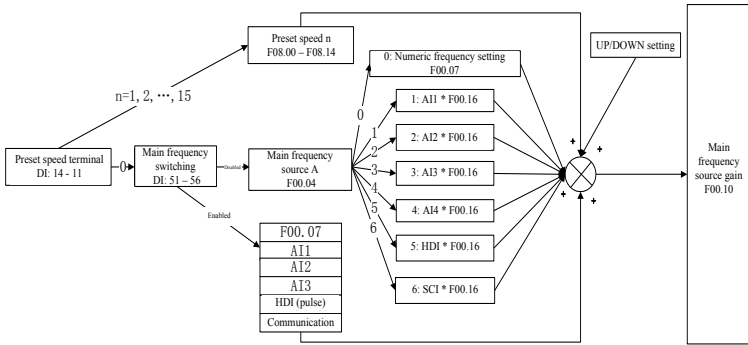 Preset speed n
F08.00 – F08.14
n=1, 2, ⋯, 15
Preset speed terminal
DI: 14 - 11
0
Main frequency
switching
DI: 51 – 56
Disabled
Main frequency
source A
F00.04
Enabled
F00.07
AI1
AI2
AI3
HDI (pulse)
Communication
0
1
2
3
4
5
6
0: Numeric frequency setting
F00.07
1: AI1 * F00.16
2: AI2 * F00.16
3: AI3 * F00.16
4: AI4 * F00.16
5: HDI * F00.16
6: SCI * F00.16
UP/DOWN setting
+
+
+
+
Main
frequency
source gain
F00.10